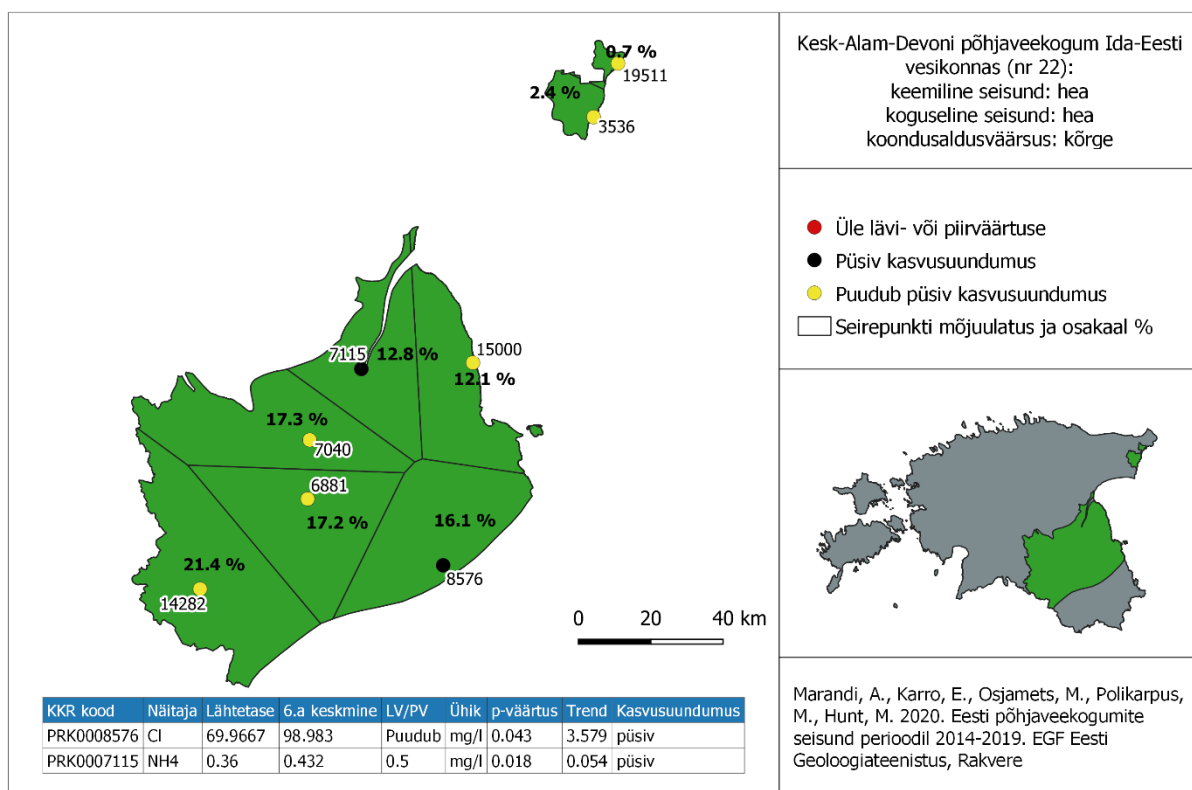 0.7 %
19511
2.4 %
3536
7115
12.8 %
15000
12.1 %
17.3 %
7040
6881
17.2 %
16.1 %
21.4 %
8576
14282
0 20 40 km
KKR kood Näitaja Lähtetase 6.a keskmine LV/PV Ühik p-väärtus Trend Kasvusuundumus
PRK0008576 Cl 69.9667 98.983 Puudub mg/l 0.043 3.579 püsiv
PRK0007115 NH4 0.36 0.432 0.5 mg/l 0.018 0.054 püsiv
Kesk-Alam-Devoni põhjaveekogum Ida-Eesti
vesikonnas (nr 22):
keemiline seisund: hea
koguseline seisund: hea
koondusaldusväärsus: kõrge
Üle lävi- või piirväärtuse
Püsiv kasvusuundumus
Puudub püsiv kasvusuundumus
Seirepunkti mõjuulatus ja osakaal %
Marandi, A., Karro, E., Osjamets, M., Polikarpus,
M., Hunt, M. 2020. Eesti põhjaveekogumite
seisund perioodil 2014-2019. EGF Eesti
Geoloogiateenistus, Rakvere